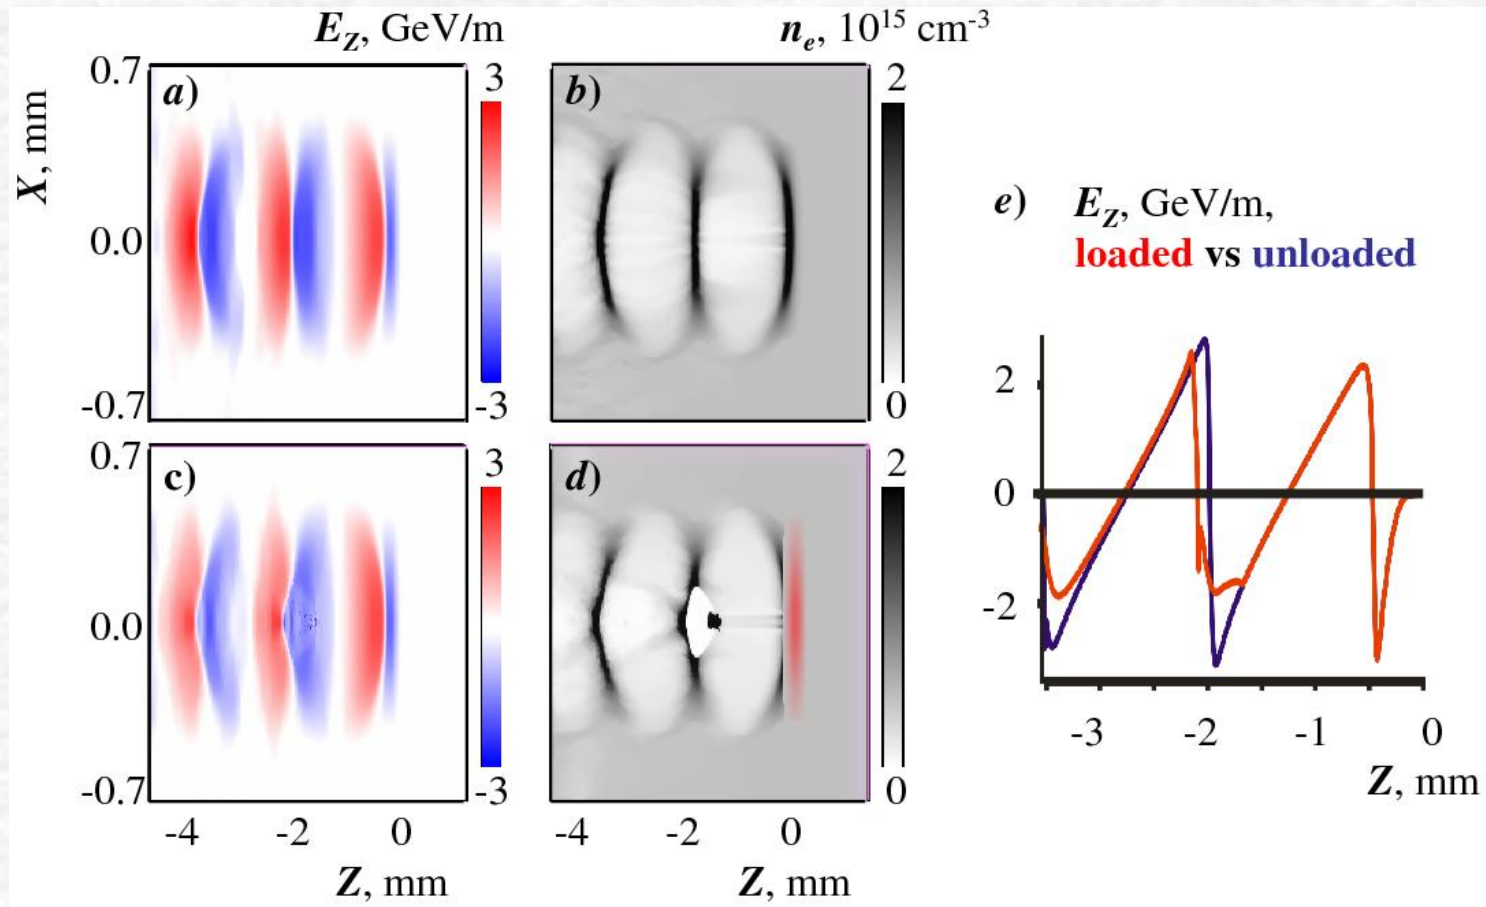 E_Z, GeV/m
n_e, 10^15 cm^-3
0.7
a)
3
b)
2
X, mm
0.0
-0.7
-3
0
0.7
c)
3
d)
2
0.0
-0.7
-3
0
-4 -2 0
-4 -2 0
Z, mm
Z, mm
e) E_Z, GeV/m,
loaded vs unloaded
2
0
-2
-3 -2 -1 0
Z, mm